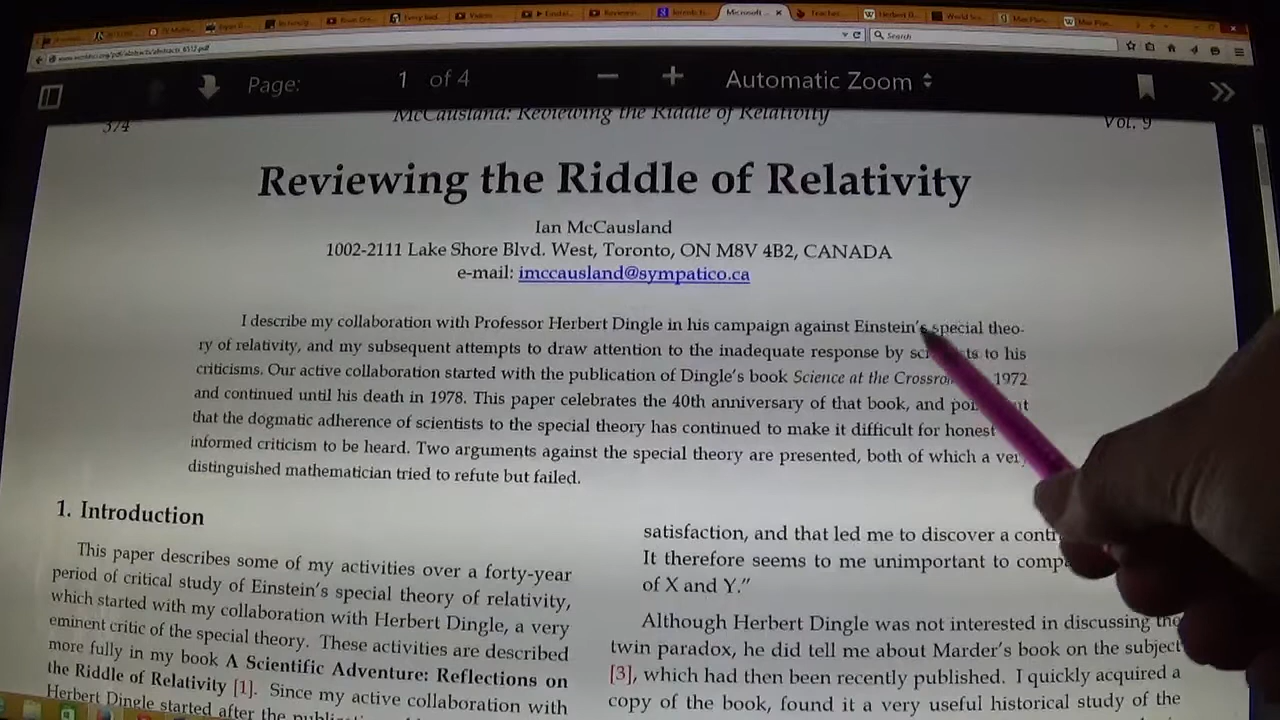 Microsoft ...
Search
Page: 1 of 4
Automatic Zoom
374
McCausland: Reviewing the Riddle of Relativity
Vol. 9
Reviewing the Riddle of Relativity
Ian McCausland
1002-2111 Lake Shore Blvd. West, Toronto, ON M8V 4B2, CANADA
e-mail: imccausland@sympatico.ca
I describe my collaboration with Professor Herbert Dingle in his campaign against Einstein's special theo-
ry of relativity, and my subsequent attempts to draw attention to the inadequate response by to his
criticisms. Our active collaboration started with the publication of Dingle's book Science at the 1972
and continued until his death in 1978. This paper celebrates the 40th anniversary of that book, and
that the dogmatic adherence of scientists to the special theory has continued to make it difficult for honest
informed criticism to be heard. Two arguments against the special theory are presented, both of which a
distinguished mathematician tried to refute but failed.
1. Introduction
This paper describes some of my activities over a forty-year
period of critical study of Einstein's special theory of relativity,
which started with my collaboration with Herbert Dingle, a very
eminent critic of the special theory. These activities are described
more fully in my book A Scientific Adventure: Reflections on
the Riddle of Relativity [1]. Since my active collaboration with
Herbert Dingle started after the
satisfaction, and that led me to discover a
It therefore seems to me unimportant to
of X and Y."
Although Herbert Dingle was not interested in discussing the
twin paradox, he did tell me about Marder's book on the subject
[3], which had then been recently published. I quickly acquired a
copy of the book, found it a very useful historical study of the